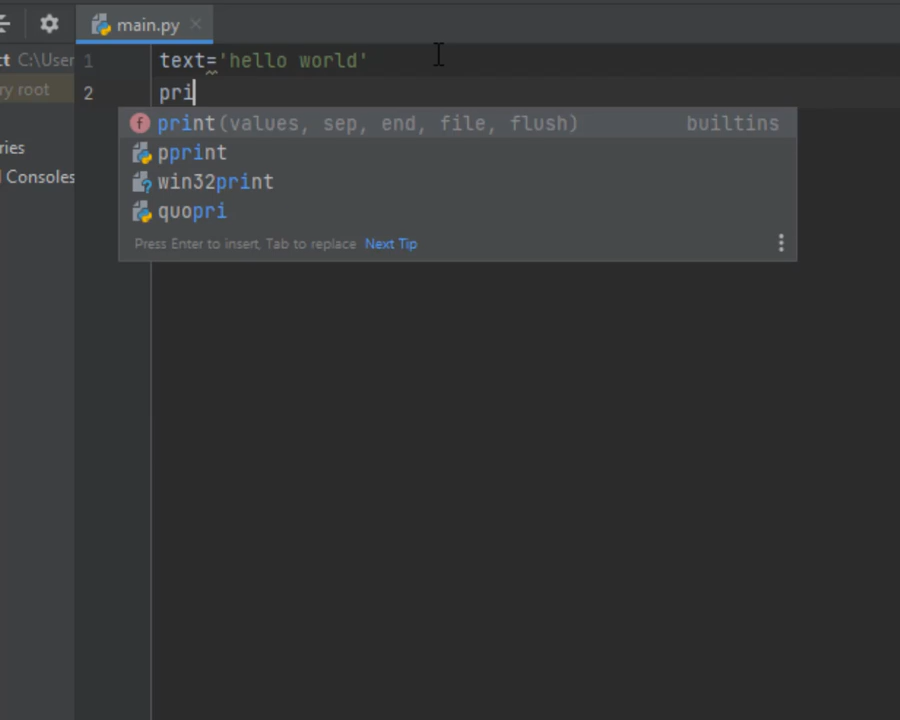 main.py
ct C:\User
1 text='hello world'
ry root
2 pri
print(values, sep, end, file, flush) builtins
ries
pprint
Consoles
win32print
quopri
Press Enter to insert, Tab to replace Next Tip